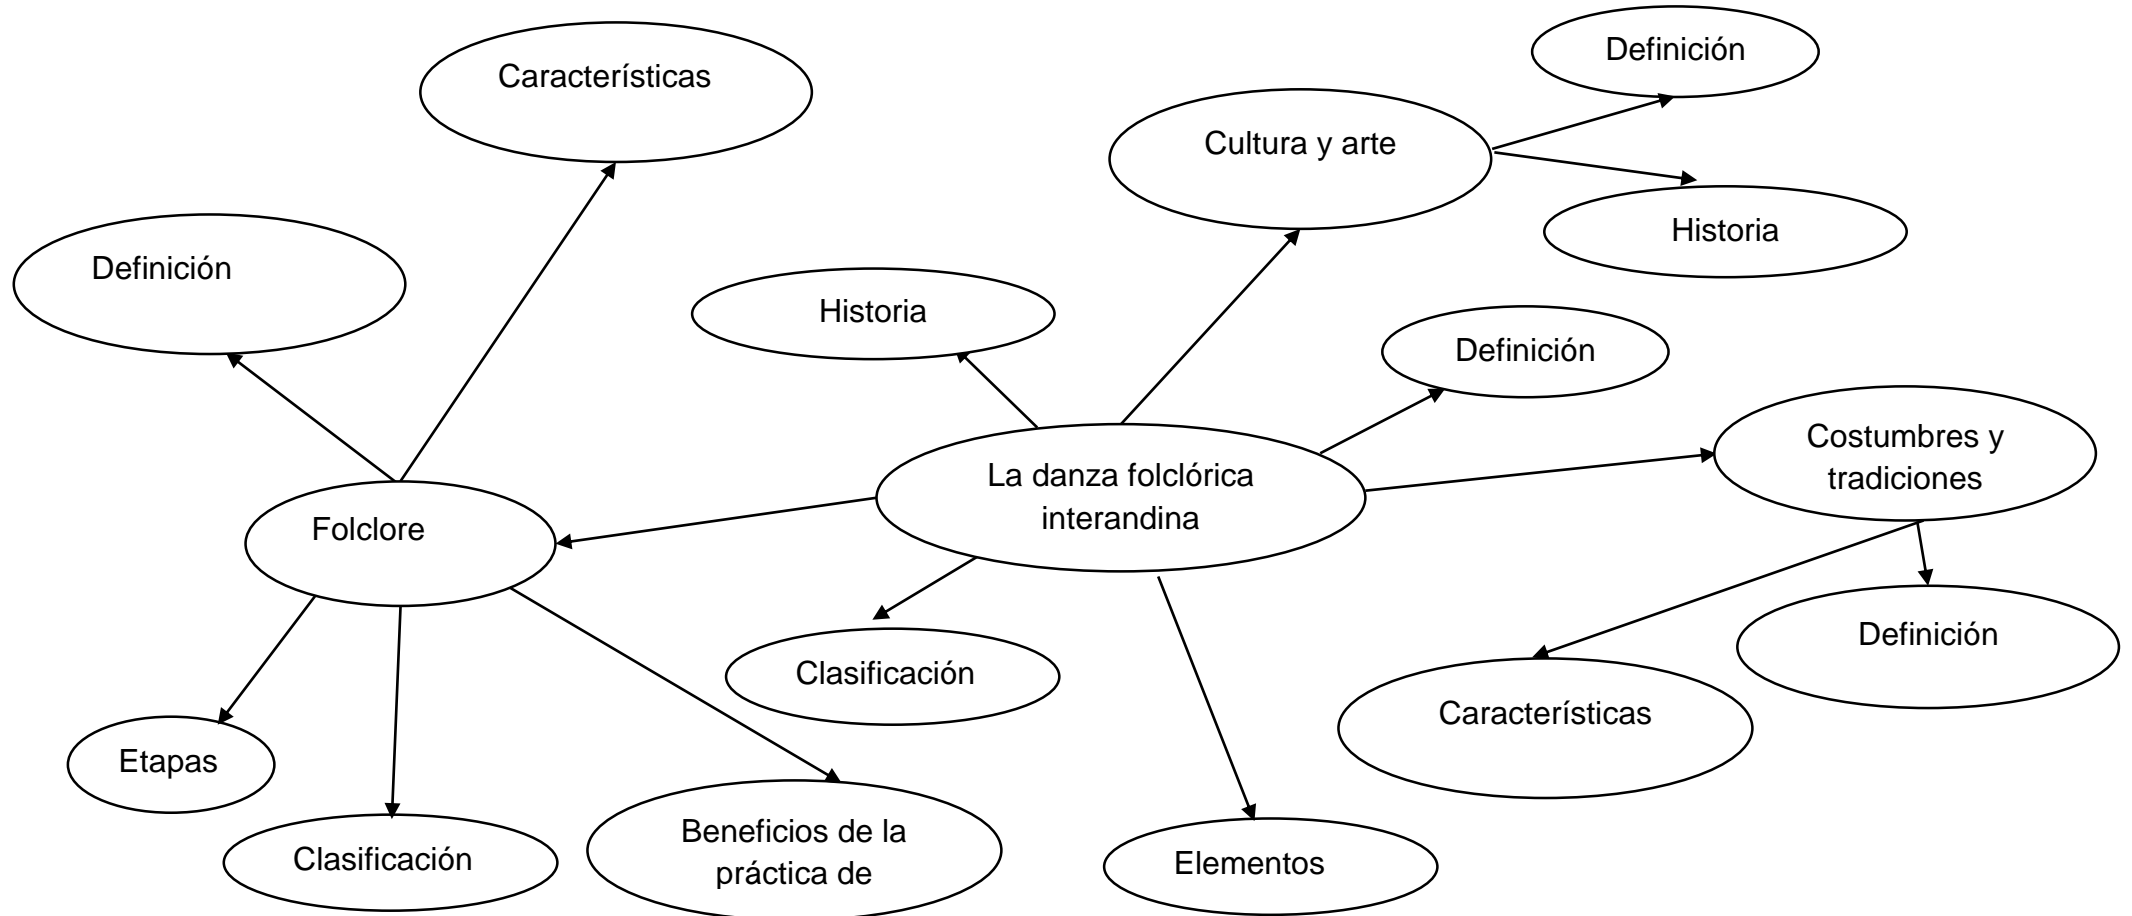 Definición
Características
Cultura y arte
Historia
Definición
Historia
Definición
Costumbres y
tradiciones
La danza folclórica
interandina
Folclore
Definición
Clasificación
Características
Etapas
Clasificación
Beneficios de la
práctica de
Elementos